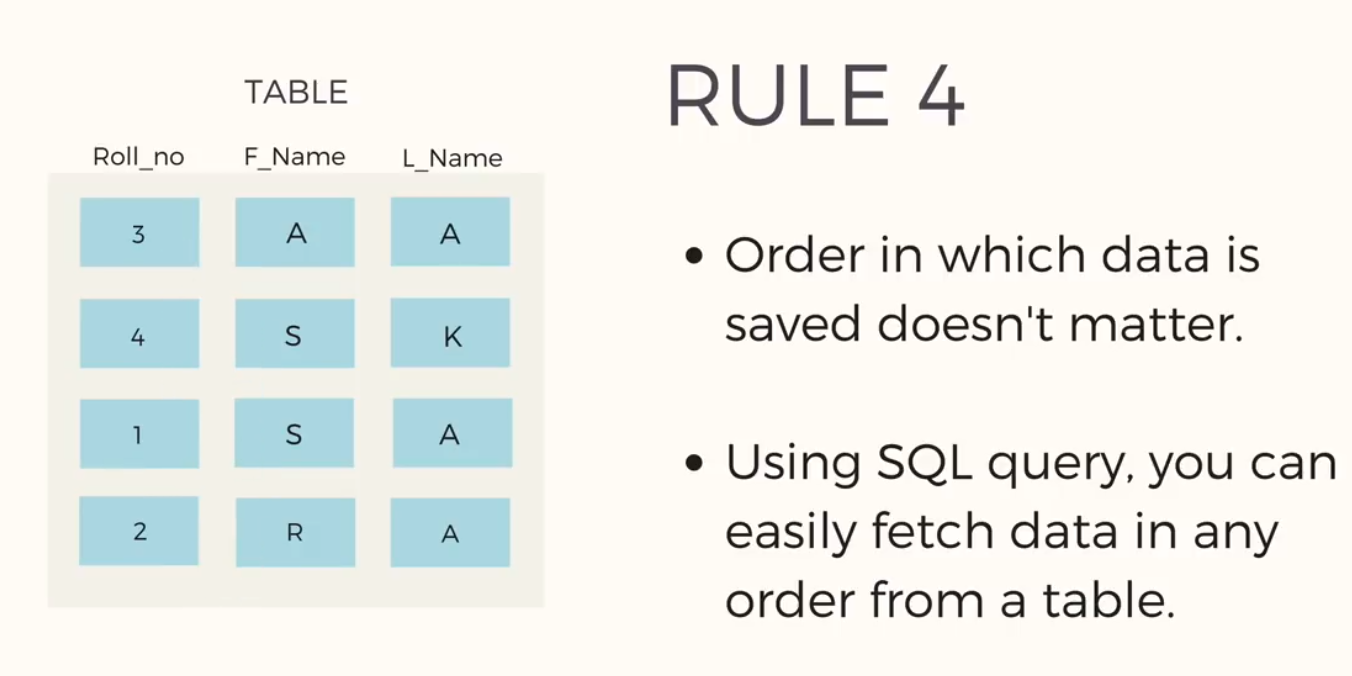 TABLE
Roll_no F_Name L_Name
3 A A
4 S K
1 S A
2 R A
RULE 4
• Order in which data is
saved doesn't matter.
• Using SQL query, you can
easily fetch data in any
order from a table.